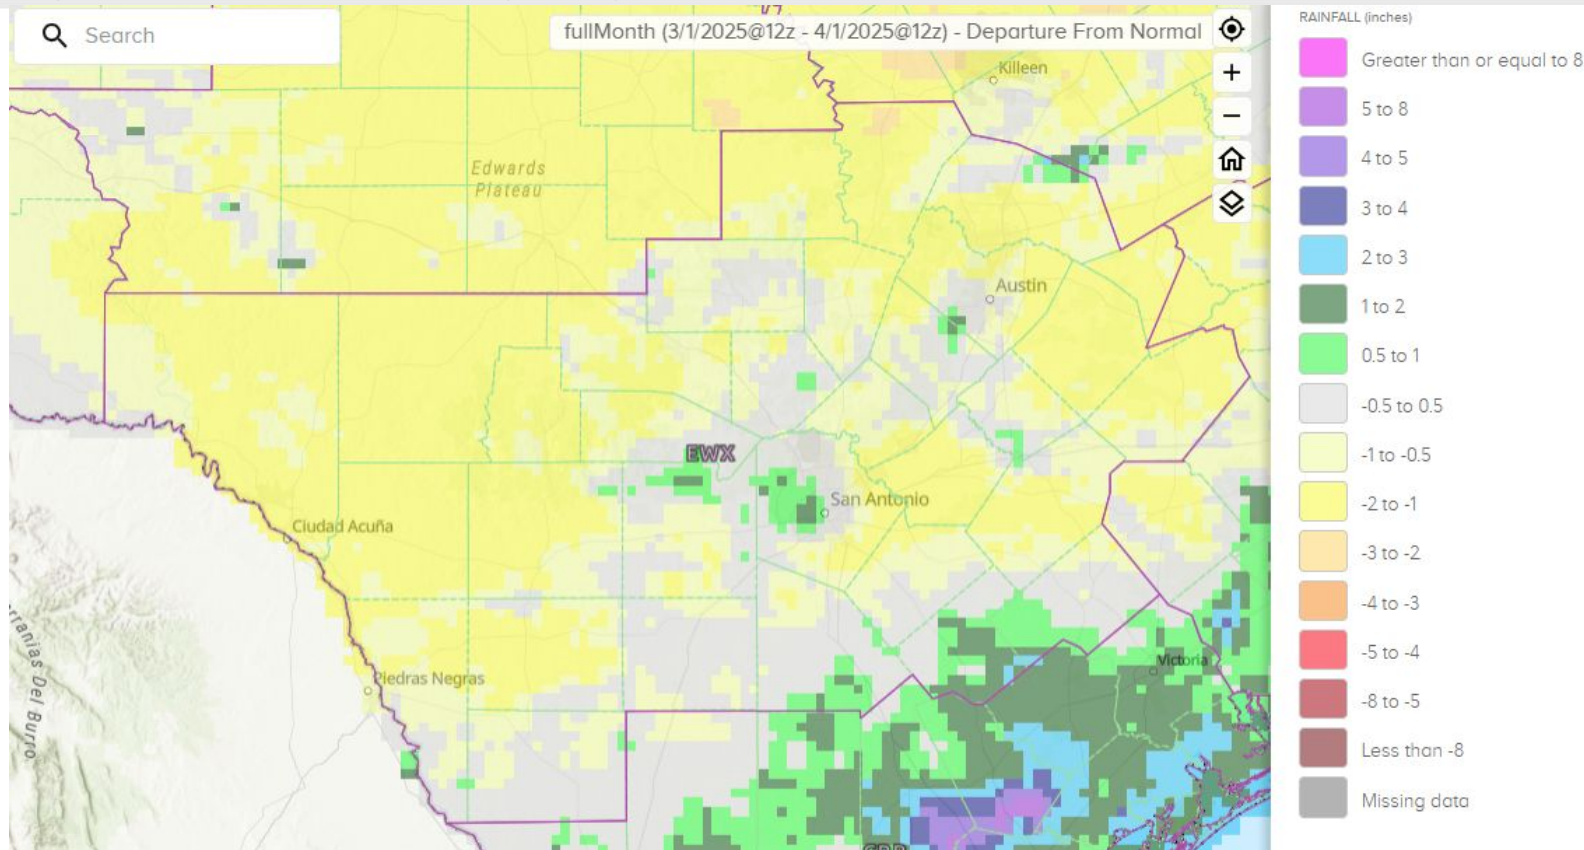 Search
fullMonth (3/1/2025@12z - 4/1/2025@12z) - Departure From Normal
+
−
Killeen
Edwards
Plateau
Austin
EWX
San Antonio
Ciudad Acuña
Piedras Negras
Victoria
rranias Del Burro.
CRP
RAINFALL (inches)
Greater than or equal to 8
5 to 8
4 to 5
3 to 4
2 to 3
1 to 2
0.5 to 1
-0.5 to 0.5
-1 to -0.5
-2 to -1
-3 to -2
-4 to -3
-5 to -4
-8 to -5
Less than -8
Missing data